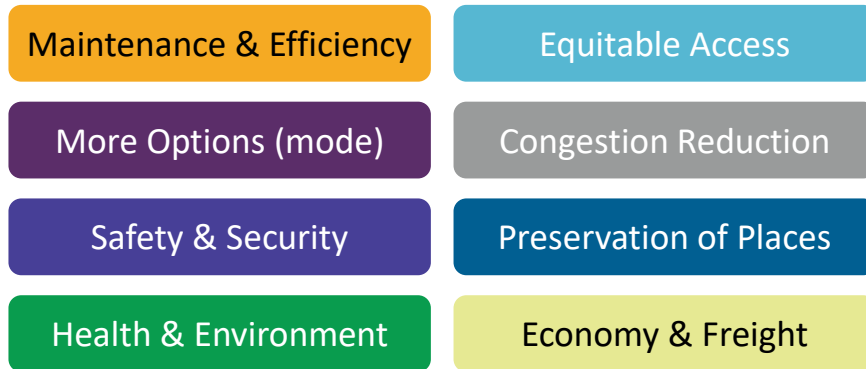 Maintenance & Efficiency
Equitable Access
More Options (mode)
Congestion Reduction
Safety & Security
Preservation of Places
Health & Environment
Economy & Freight